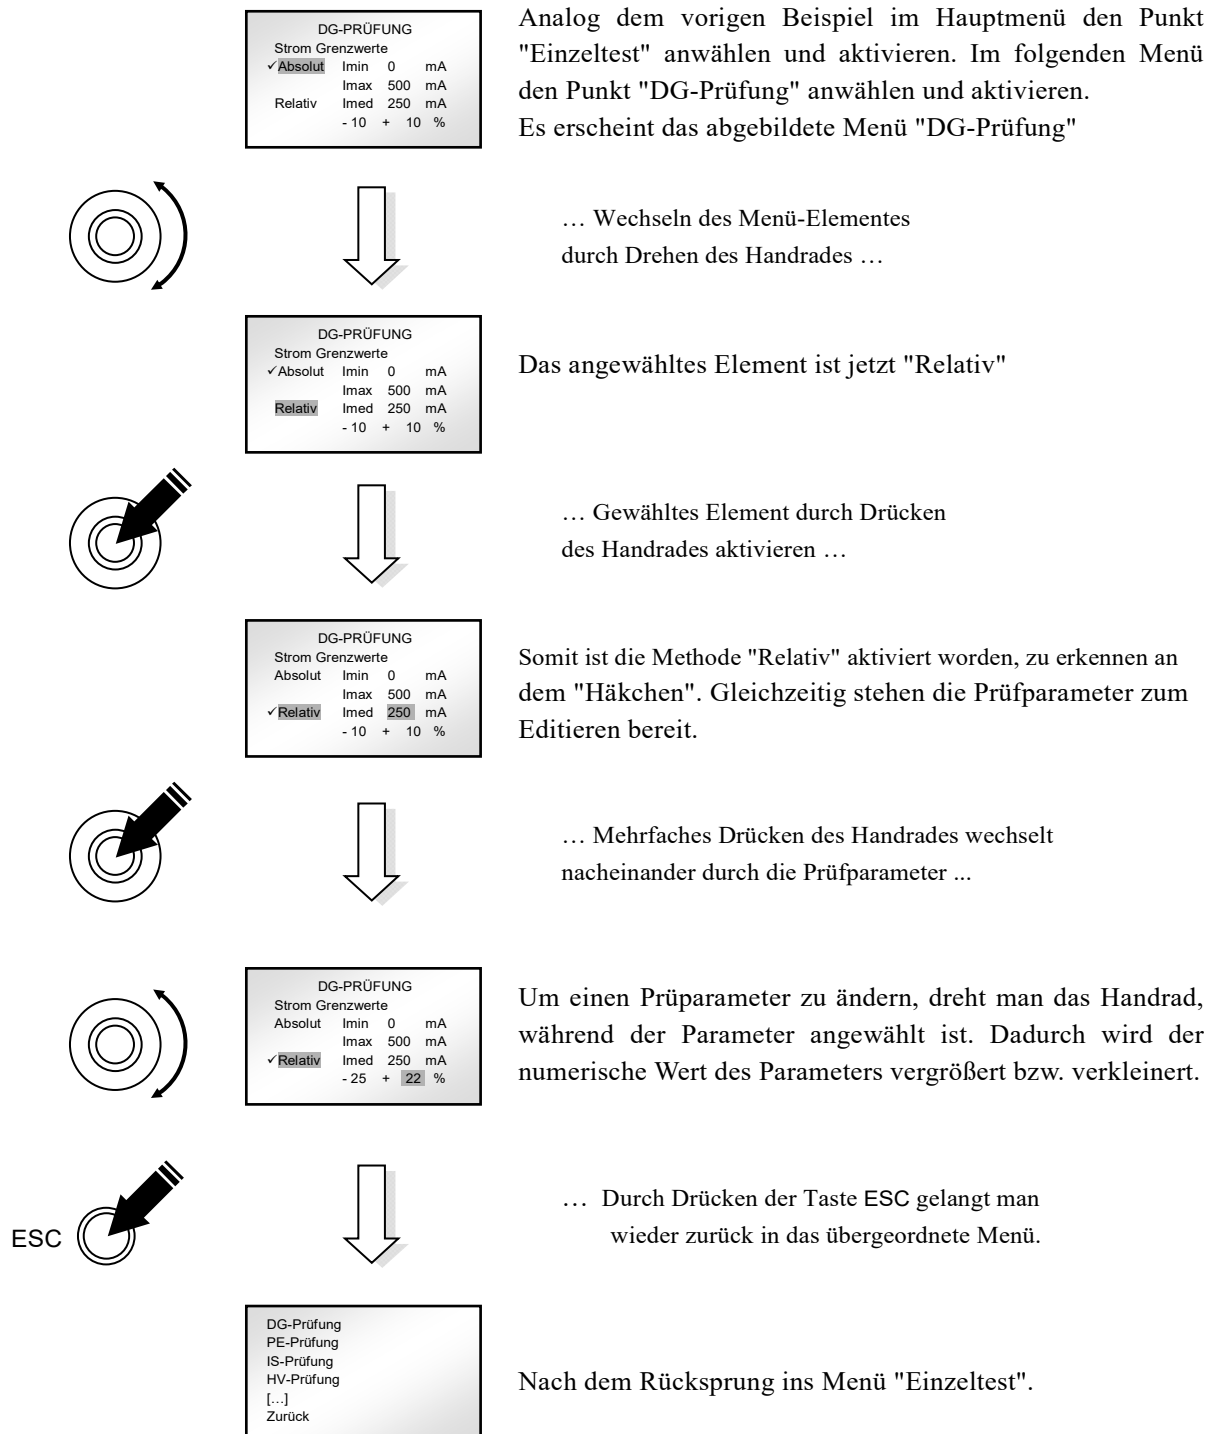 DG-PRÜFUNG
Strom Grenzwerte
✓Absolut Imin 0 mA
Imax 500 mA
Relativ Imed 250 mA
- 10 + 10 %
Analog dem vorigen Beispiel im Hauptmenü den Punkt
"Einzeltest" anwählen und aktivieren. Im folgenden Menü
den Punkt "DG-Prüfung" anwählen und aktivieren.
Es erscheint das abgebildete Menü "DG-Prüfung"
… Wechseln des Menü-Elementes
durch Drehen des Handrades …
DG-PRÜFUNG
Strom Grenzwerte
✓Absolut Imin 0 mA
Imax 500 mA
Relativ Imed 250 mA
- 10 + 10 %
Das angewähltes Element ist jetzt "Relativ"
… Gewähltes Element durch Drücken
des Handrades aktivieren …
DG-PRÜFUNG
Strom Grenzwerte
Absolut Imin 0 mA
Imax 500 mA
✓Relativ Imed 250 mA
- 10 + 10 %
Somit ist die Methode "Relativ" aktiviert worden, zu erkennen an
dem "Häkchen". Gleichzeitig stehen die Prüfparameter zum
Editieren bereit.
… Mehrfaches Drücken des Handrades wechselt
nacheinander durch die Prüfparameter ...
DG-PRÜFUNG
Strom Grenzwerte
Absolut Imin 0 mA
Imax 500 mA
✓Relativ Imed 250 mA
- 25 + 22 %
Um einen Prüparameter zu ändern, dreht man das Handrad,
während der Parameter angewählt ist. Dadurch wird der
numerische Wert des Parameters vergrößert bzw. verkleinert.
ESC
… Durch Drücken der Taste ESC gelangt man
wieder zurück in das übergeordnete Menü.
DG-Prüfung
PE-Prüfung
IS-Prüfung
HV-Prüfung
[…]
Zurück
Nach dem Rücksprung ins Menü "Einzeltest".